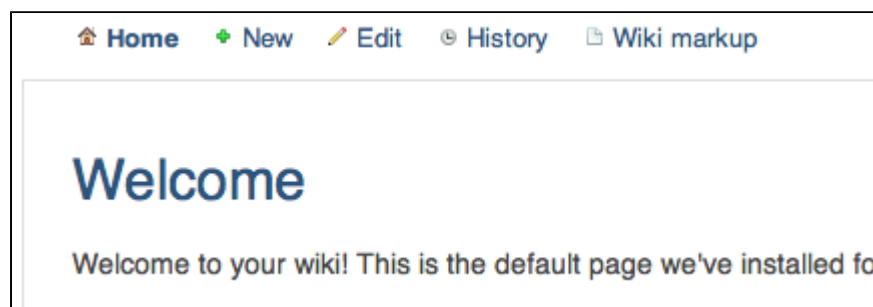 Home New Edit History Wiki markup
Welcome
Welcome to your wiki! This is the default page we've installed fo